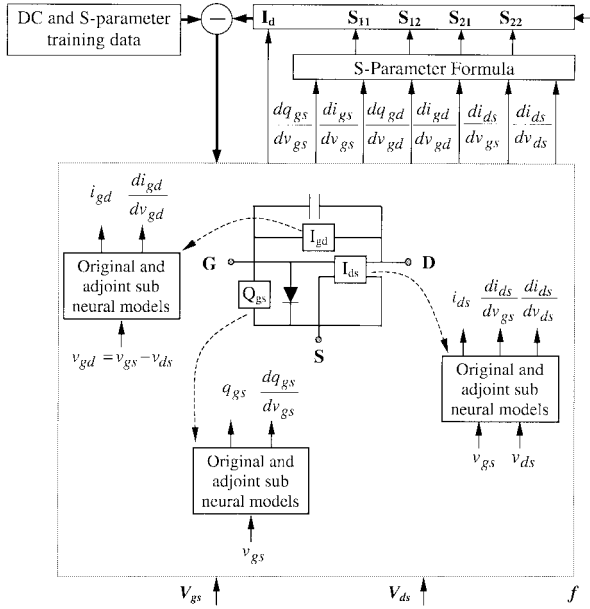 DC and S-parameter
training data
−
I_d S_11 S_12 S_21 S_22
S-Parameter Formula
dq_gs/dv_gs di_gs/dv_gs dq_gd/dv_gd di_gd/dv_gd di_ds/dv_gs di_ds/dv_ds
i_gd di_gd/dv_gd
Original and
adjoint sub
neural models
v_gd = v_gs − v_ds
I_gd
G
I_ds
D
Q_gs
S
i_ds di_ds/dv_gs di_ds/dv_ds
Original and
adjoint sub
neural models
v_gs v_ds
q_gs dq_gs/dv_gs
Original and
adjoint sub
neural models
v_gs
V_gs V_ds f